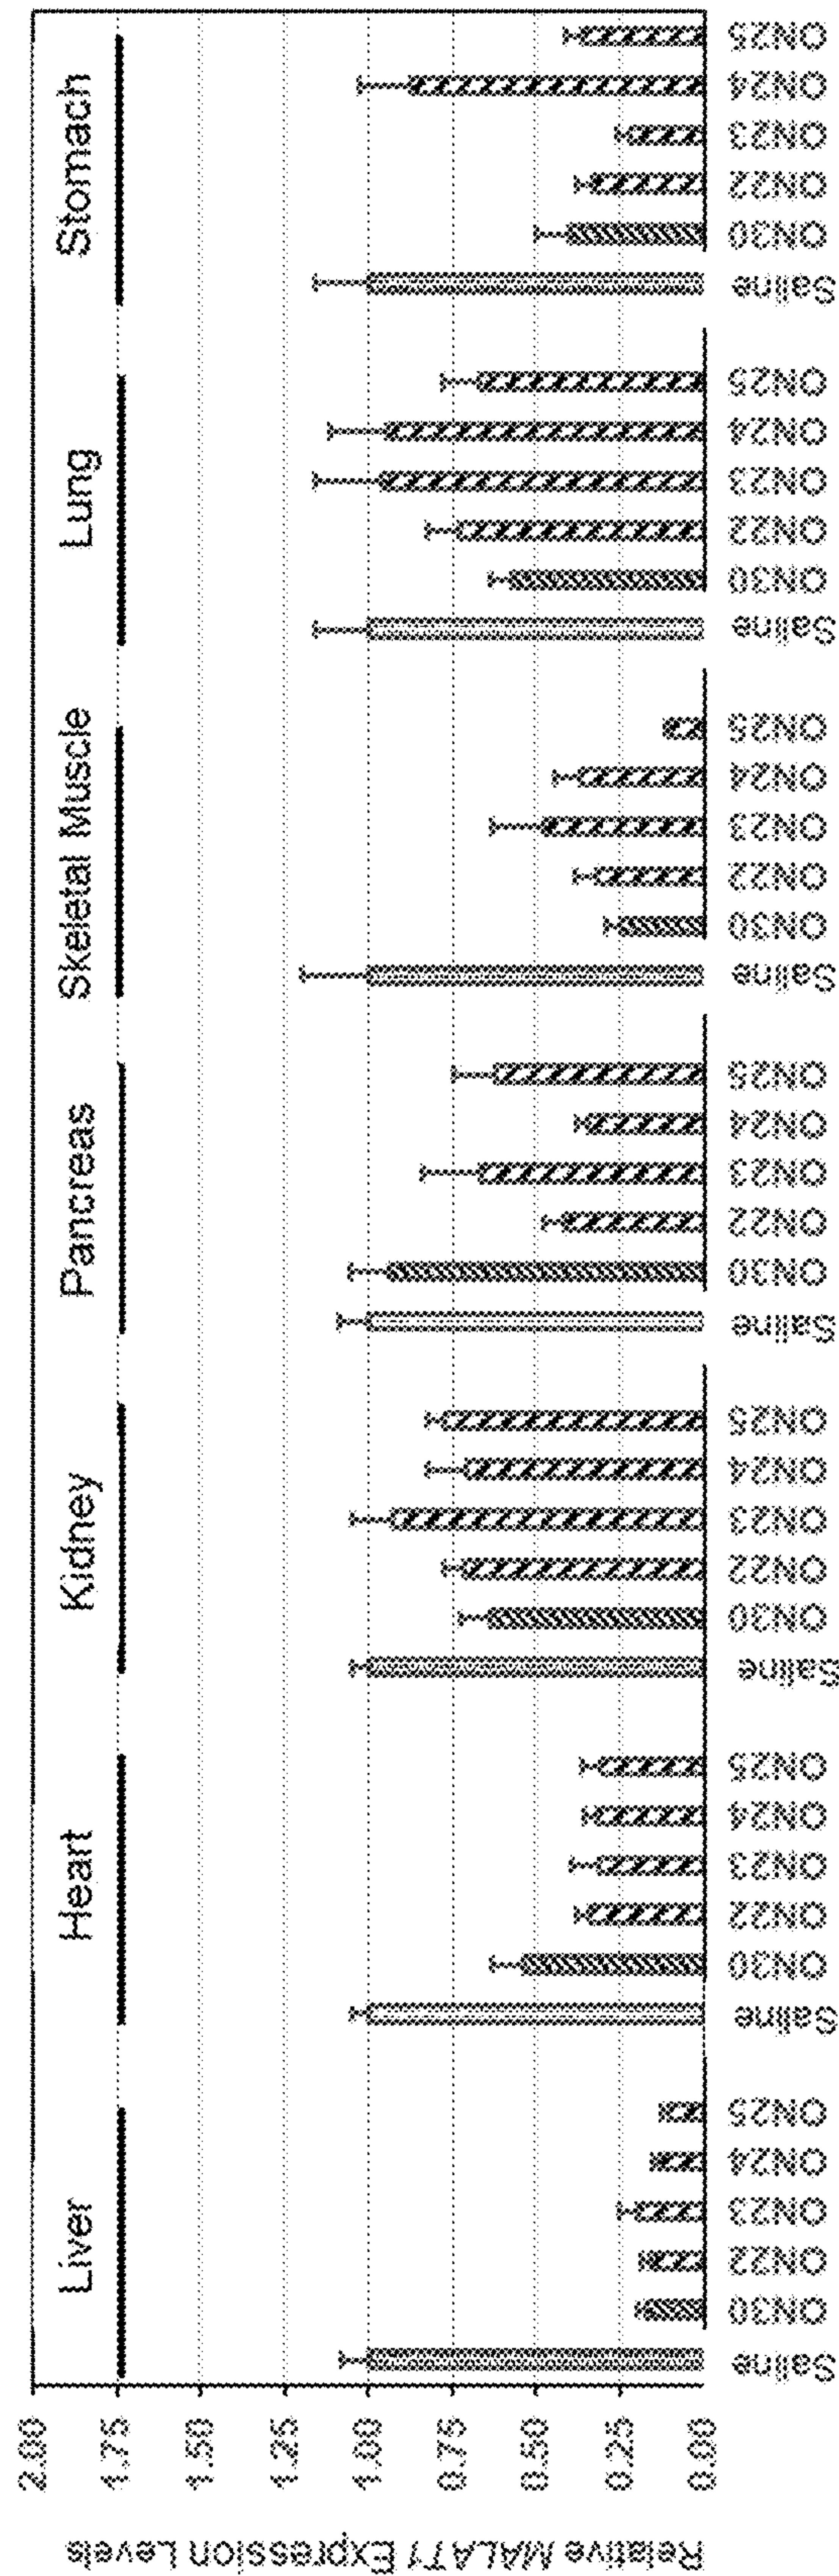 Relative MALAT1 Expression Levels
2.00
1.75
1.50
1.25
1.00
0.75
0.50
0.25
0.00
Liver
Heart
Kidney
Pancreas
Skeletal Muscle
Lung
Stomach
Saline
ON30
ON22
ON23
ON24
ON25
Saline
ON30
ON22
ON23
ON24
ON25
Saline
ON30
ON22
ON23
ON24
ON25
Saline
ON30
ON22
ON23
ON24
ON25
Saline
ON30
ON22
ON23
ON24
ON25
Saline
ON30
ON22
ON23
ON24
ON25
Saline
ON30
ON22
ON23
ON24
ON25